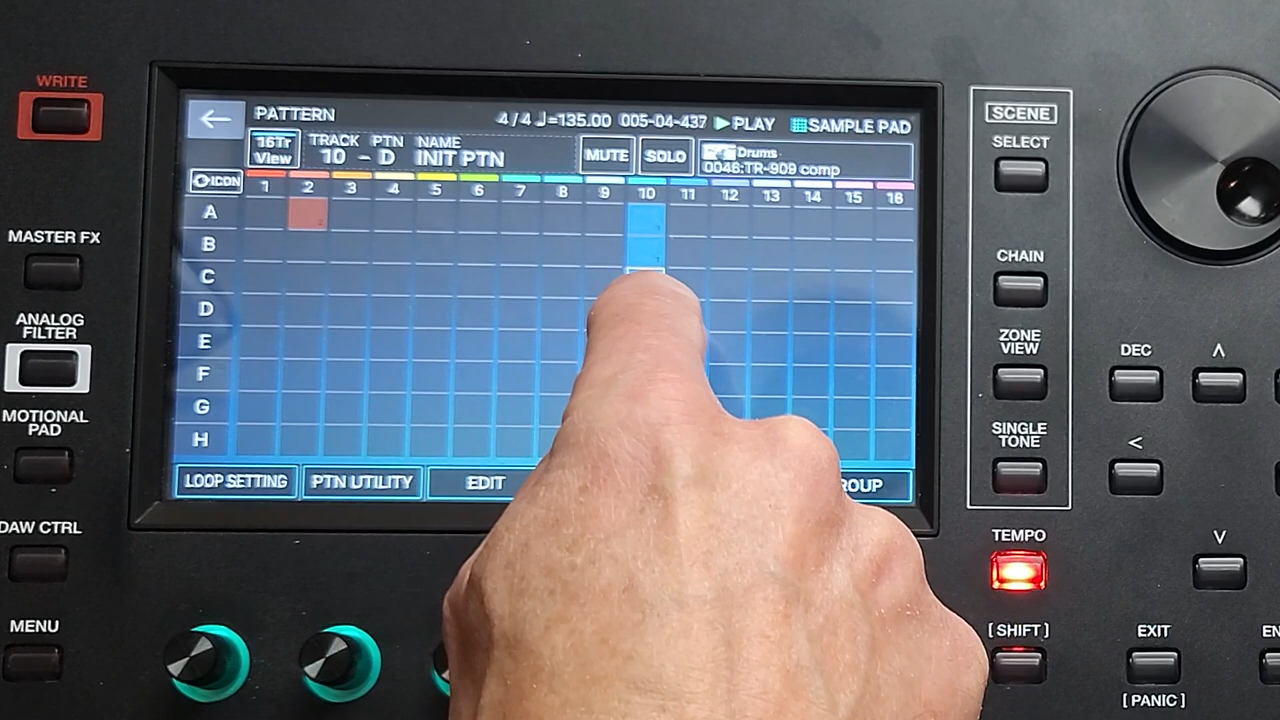 WRITE
MASTER FX
ANALOG
FILTER
MOTIONAL
PAD
DAW CTRL
MENU
PATTERN
4/4 ♩=135.00 005-04-437 ▶PLAY SAMPLE PAD
16Tr
View
TRACK PTN NAME
10 - D INIT PTN
MUTE SOLO
Drums
0046:TR-909 comp
ICON
1 2 3 4 5 6 7 8 9 10 11 12 13 14 15 16
A
B
C
D
E
F
G
H
LOOP SETTING PTN UTILITY EDIT
SCENE
SELECT
CHAIN
ZONE
VIEW
SINGLE
TONE
TEMPO
[SHIFT]
DEC
EXIT
[PANIC]